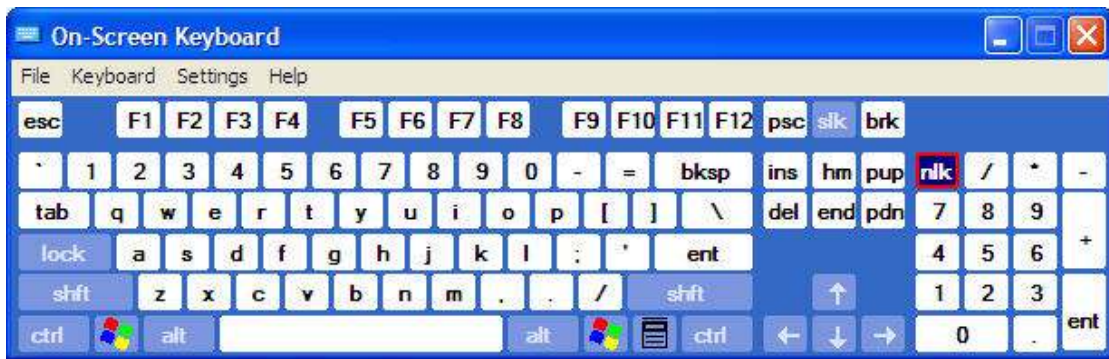 On-Screen Keyboard
File Keyboard Settings Help
esc F1 F2 F3 F4 F5 F6 F7 F8 F9 F10 F11 F12 psc slk brk
` 1 2 3 4 5 6 7 8 9 0 - = bksp ins hm pup nlk / * -
tab q w e r t y u i o p [ ] \ del end pdn 7 8 9 +
lock a s d f g h j k l ; ' ent 4 5 6
shft z x c v b n m , . / shft ↑ 1 2 3 ent
ctrl alt alt ctrl ← ↓ → 0 .